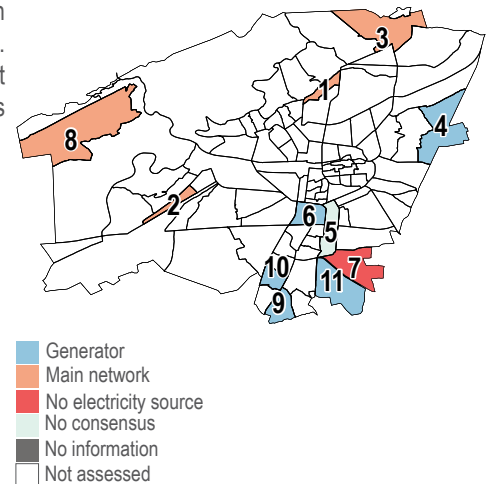 n
.
t
s
3
1
4
8
2
6
5
10
7
11
9
Generator
Main network
No electricity source
No consensus
No information
Not assessed